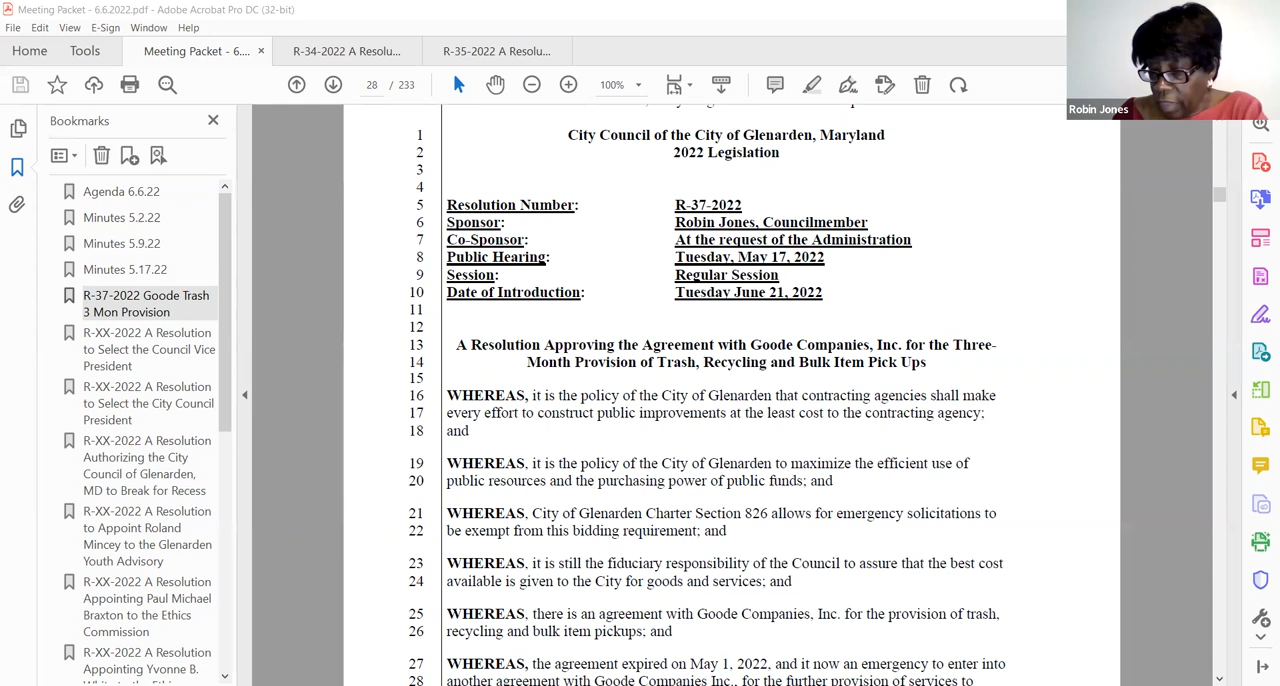 Meeting Packet - 6.6.2022.pdf - Adobe Acrobat Pro DC (32-bit)
File Edit View E-Sign Window Help
Home Tools Meeting Packet - 6.... × R-34-2022 A Resolu... R-35-2022 A Resolu...
28 / 233 100%
Robin Jones
Bookmarks
Agenda 6.6.22
Minutes 5.2.22
Minutes 5.9.22
Minutes 5.17.22
R-37-2022 Goode Trash
3 Mon Provision
R-XX-2022 A Resolution
to Select the Council Vice
President
R-XX-2022 A Resolution
to Select the City Council
President
R-XX-2022 A Resolution
Authorizing the City
Council of Glenarden,
MD to Break for Recess
R-XX-2022 A Resolution
to Appoint Roland
Mincey to the Glenarden
Youth Advisory
R-XX-2022 A Resolution
Appointing Paul Michael
Braxton to the Ethics
Commission
R-XX-2022 A Resolution
Appointing Yvonne B.
1 City Council of the City of Glenarden, Maryland
2 2022 Legislation
3
4
5 Resolution Number: R-37-2022
6 Sponsor: Robin Jones, Councilmember
7 Co-Sponsor: At the request of the Administration
8 Public Hearing: Tuesday, May 17, 2022
9 Session: Regular Session
10 Date of Introduction: Tuesday June 21, 2022
11
12
13 A Resolution Approving the Agreement with Goode Companies, Inc. for the Three-
14 Month Provision of Trash, Recycling and Bulk Item Pick Ups
15
16 WHEREAS, it is the policy of the City of Glenarden that contracting agencies shall make
17 every effort to construct public improvements at the least cost to the contracting agency;
18 and
19 WHEREAS, it is the policy of the City of Glenarden to maximize the efficient use of
20 public resources and the purchasing power of public funds; and
21 WHEREAS, City of Glenarden Charter Section 826 allows for emergency solicitations to
22 be exempt from this bidding requirement; and
23 WHEREAS, it is still the fiduciary responsibility of the Council to assure that the best cost
24 available is given to the City for goods and services; and
25 WHEREAS, there is an agreement with Goode Companies, Inc. for the provision of trash,
26 recycling and bulk item pickups; and
27 WHEREAS, the agreement expired on May 1, 2022, and it now an emergency to enter into
28 another agreement with Goode Companies Inc., for the further provision of services to